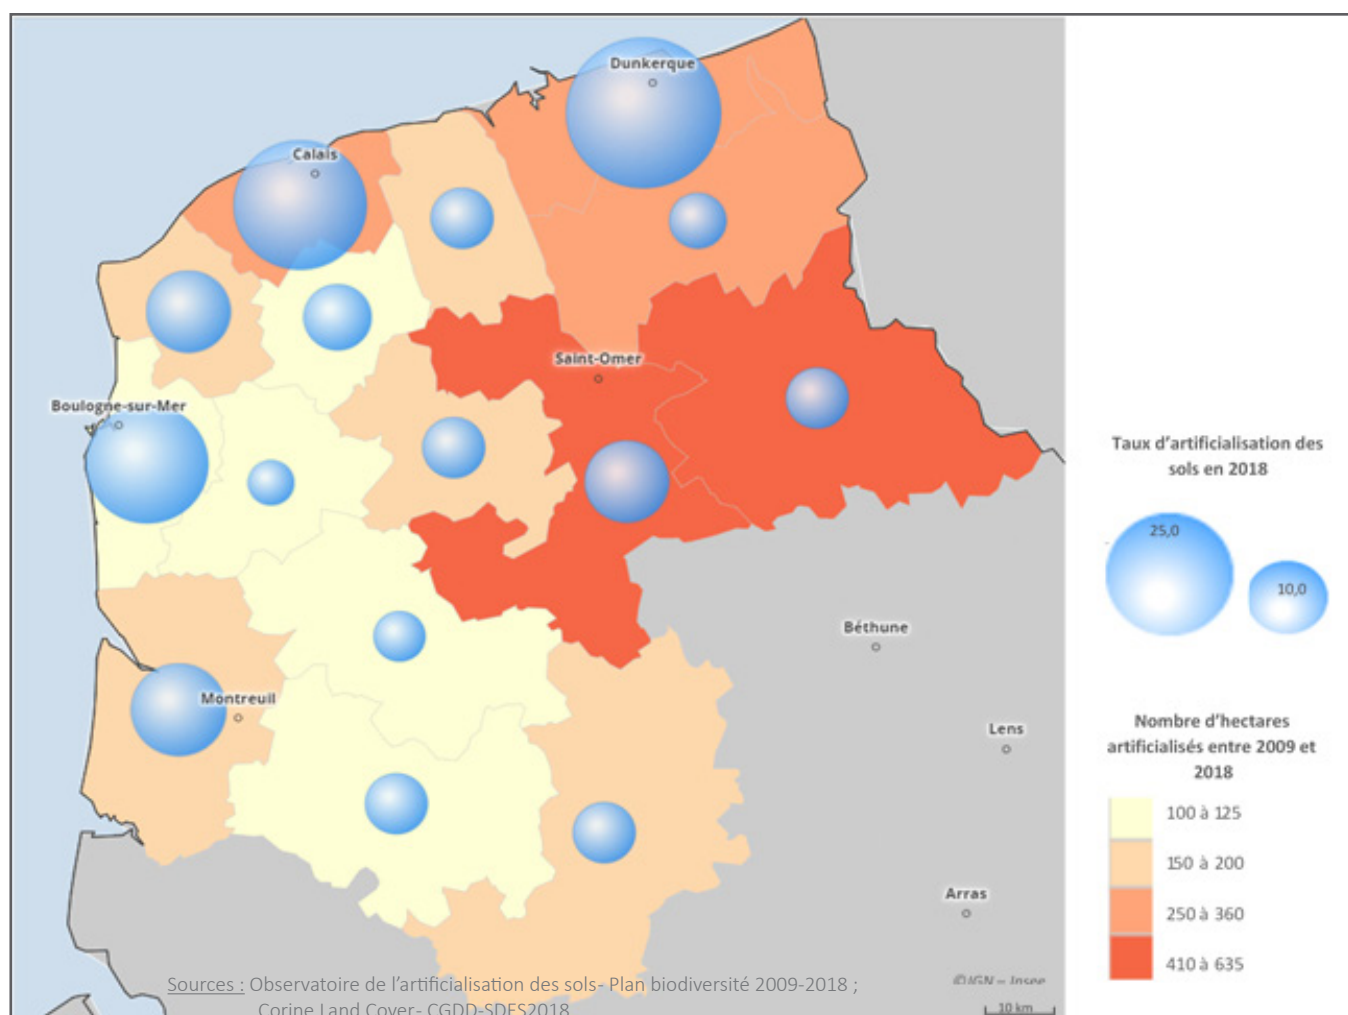 Dunkerque
Calais
Saint-Omer
Boulogne-sur-Mer
Béthune
Montreuil
Lens
Arras
Taux d’artificialisation des
sols en 2018
25,0
10,0
Nombre d’hectares
artificialisés entre 2009 et
2018
100 à 125
150 à 200
250 à 360
410 à 635
©IGN – Insee
10 km
Sources : Observatoire de l’artificialisation des sols- Plan biodiversité 2009-2018 ;
Corine Land Cover- CGDD-SDES2018